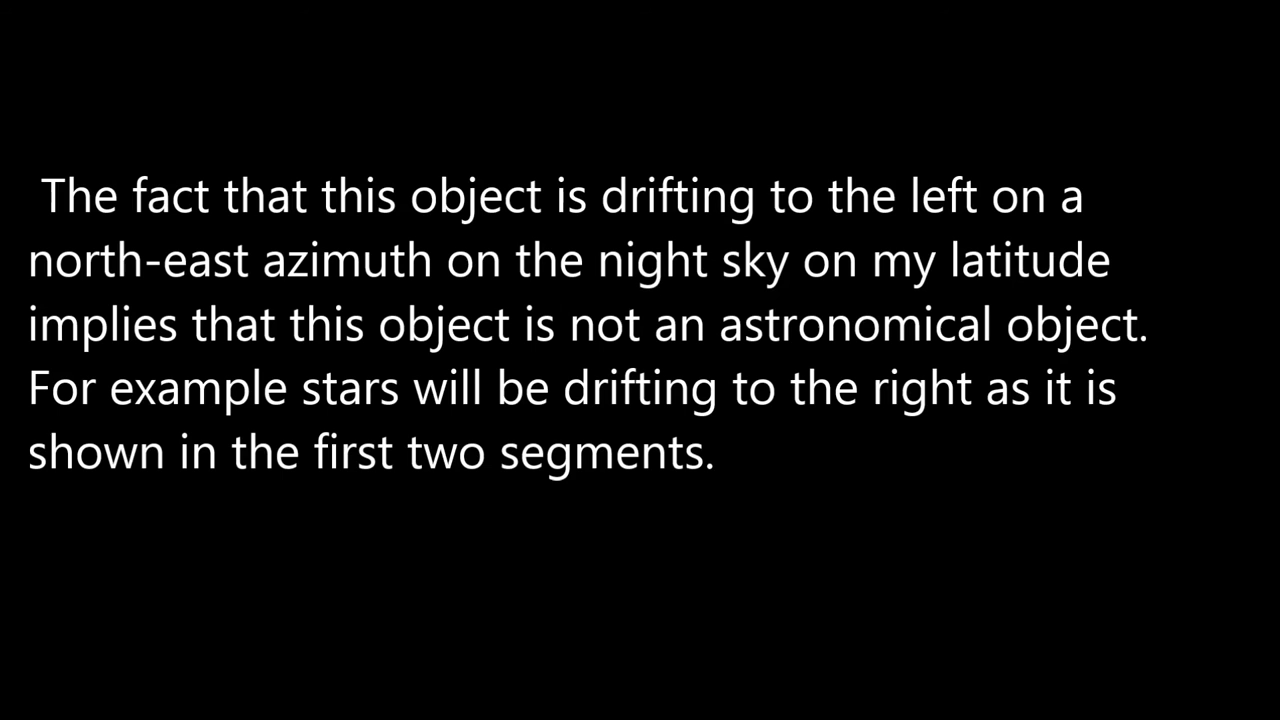 The fact that this object is drifting to the left on a
north-east azimuth on the night sky on my latitude
implies that this object is not an astronomical object.
For example stars will be drifting to the right as it is
shown in the first two segments.